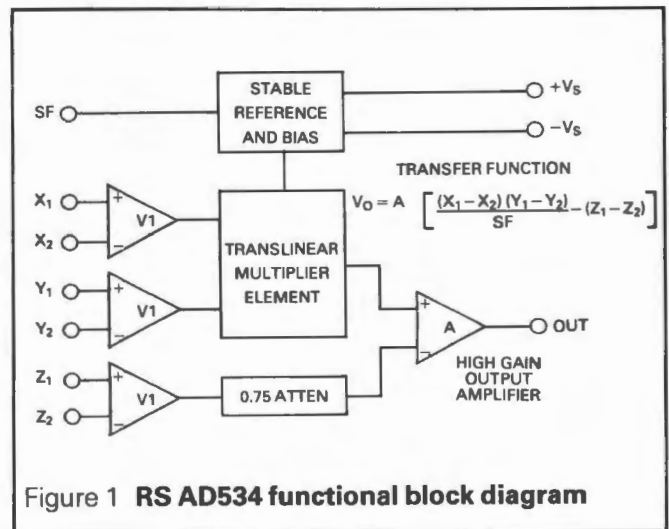 STABLE
REFERENCE
AND BIAS
SF
+VS
−VS
TRANSFER FUNCTION
VO = A [ (X1−X2) (Y1−Y2) / SF − (Z1−Z2) ]
X1
+
V1
X2
−
TRANSLINEAR
MULTIPLIER
ELEMENT
Y1
+
V1
Y2
−
+
A
−
OUT
HIGH GAIN
OUTPUT
AMPLIFIER
Z1
+
V1
Z2
−
0.75 ATTEN
Figure 1 RS AD534 functional block diagram